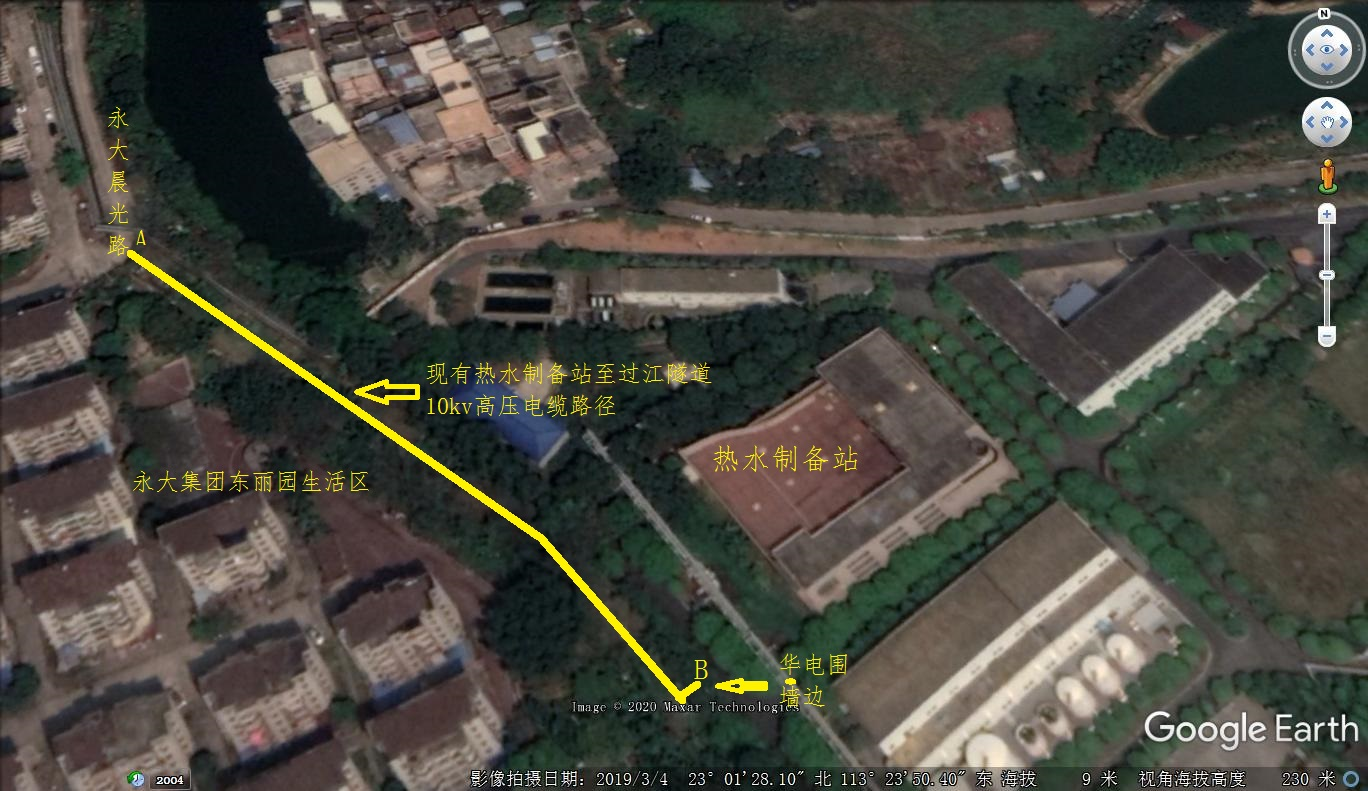 N
永大晨光路
A
现有热水制备站至过江隧道
10kv高压电缆路径
热水制备站
永大集团东丽园生活区
B
华电围
墙边
Image © 2020 Maxar Technologies
Google Earth
2004
影像拍摄日期: 2019/3/4 23° 01'28.10" 北 113° 23'50.40" 东 海拔 9 米 视角海拔高度 230 米